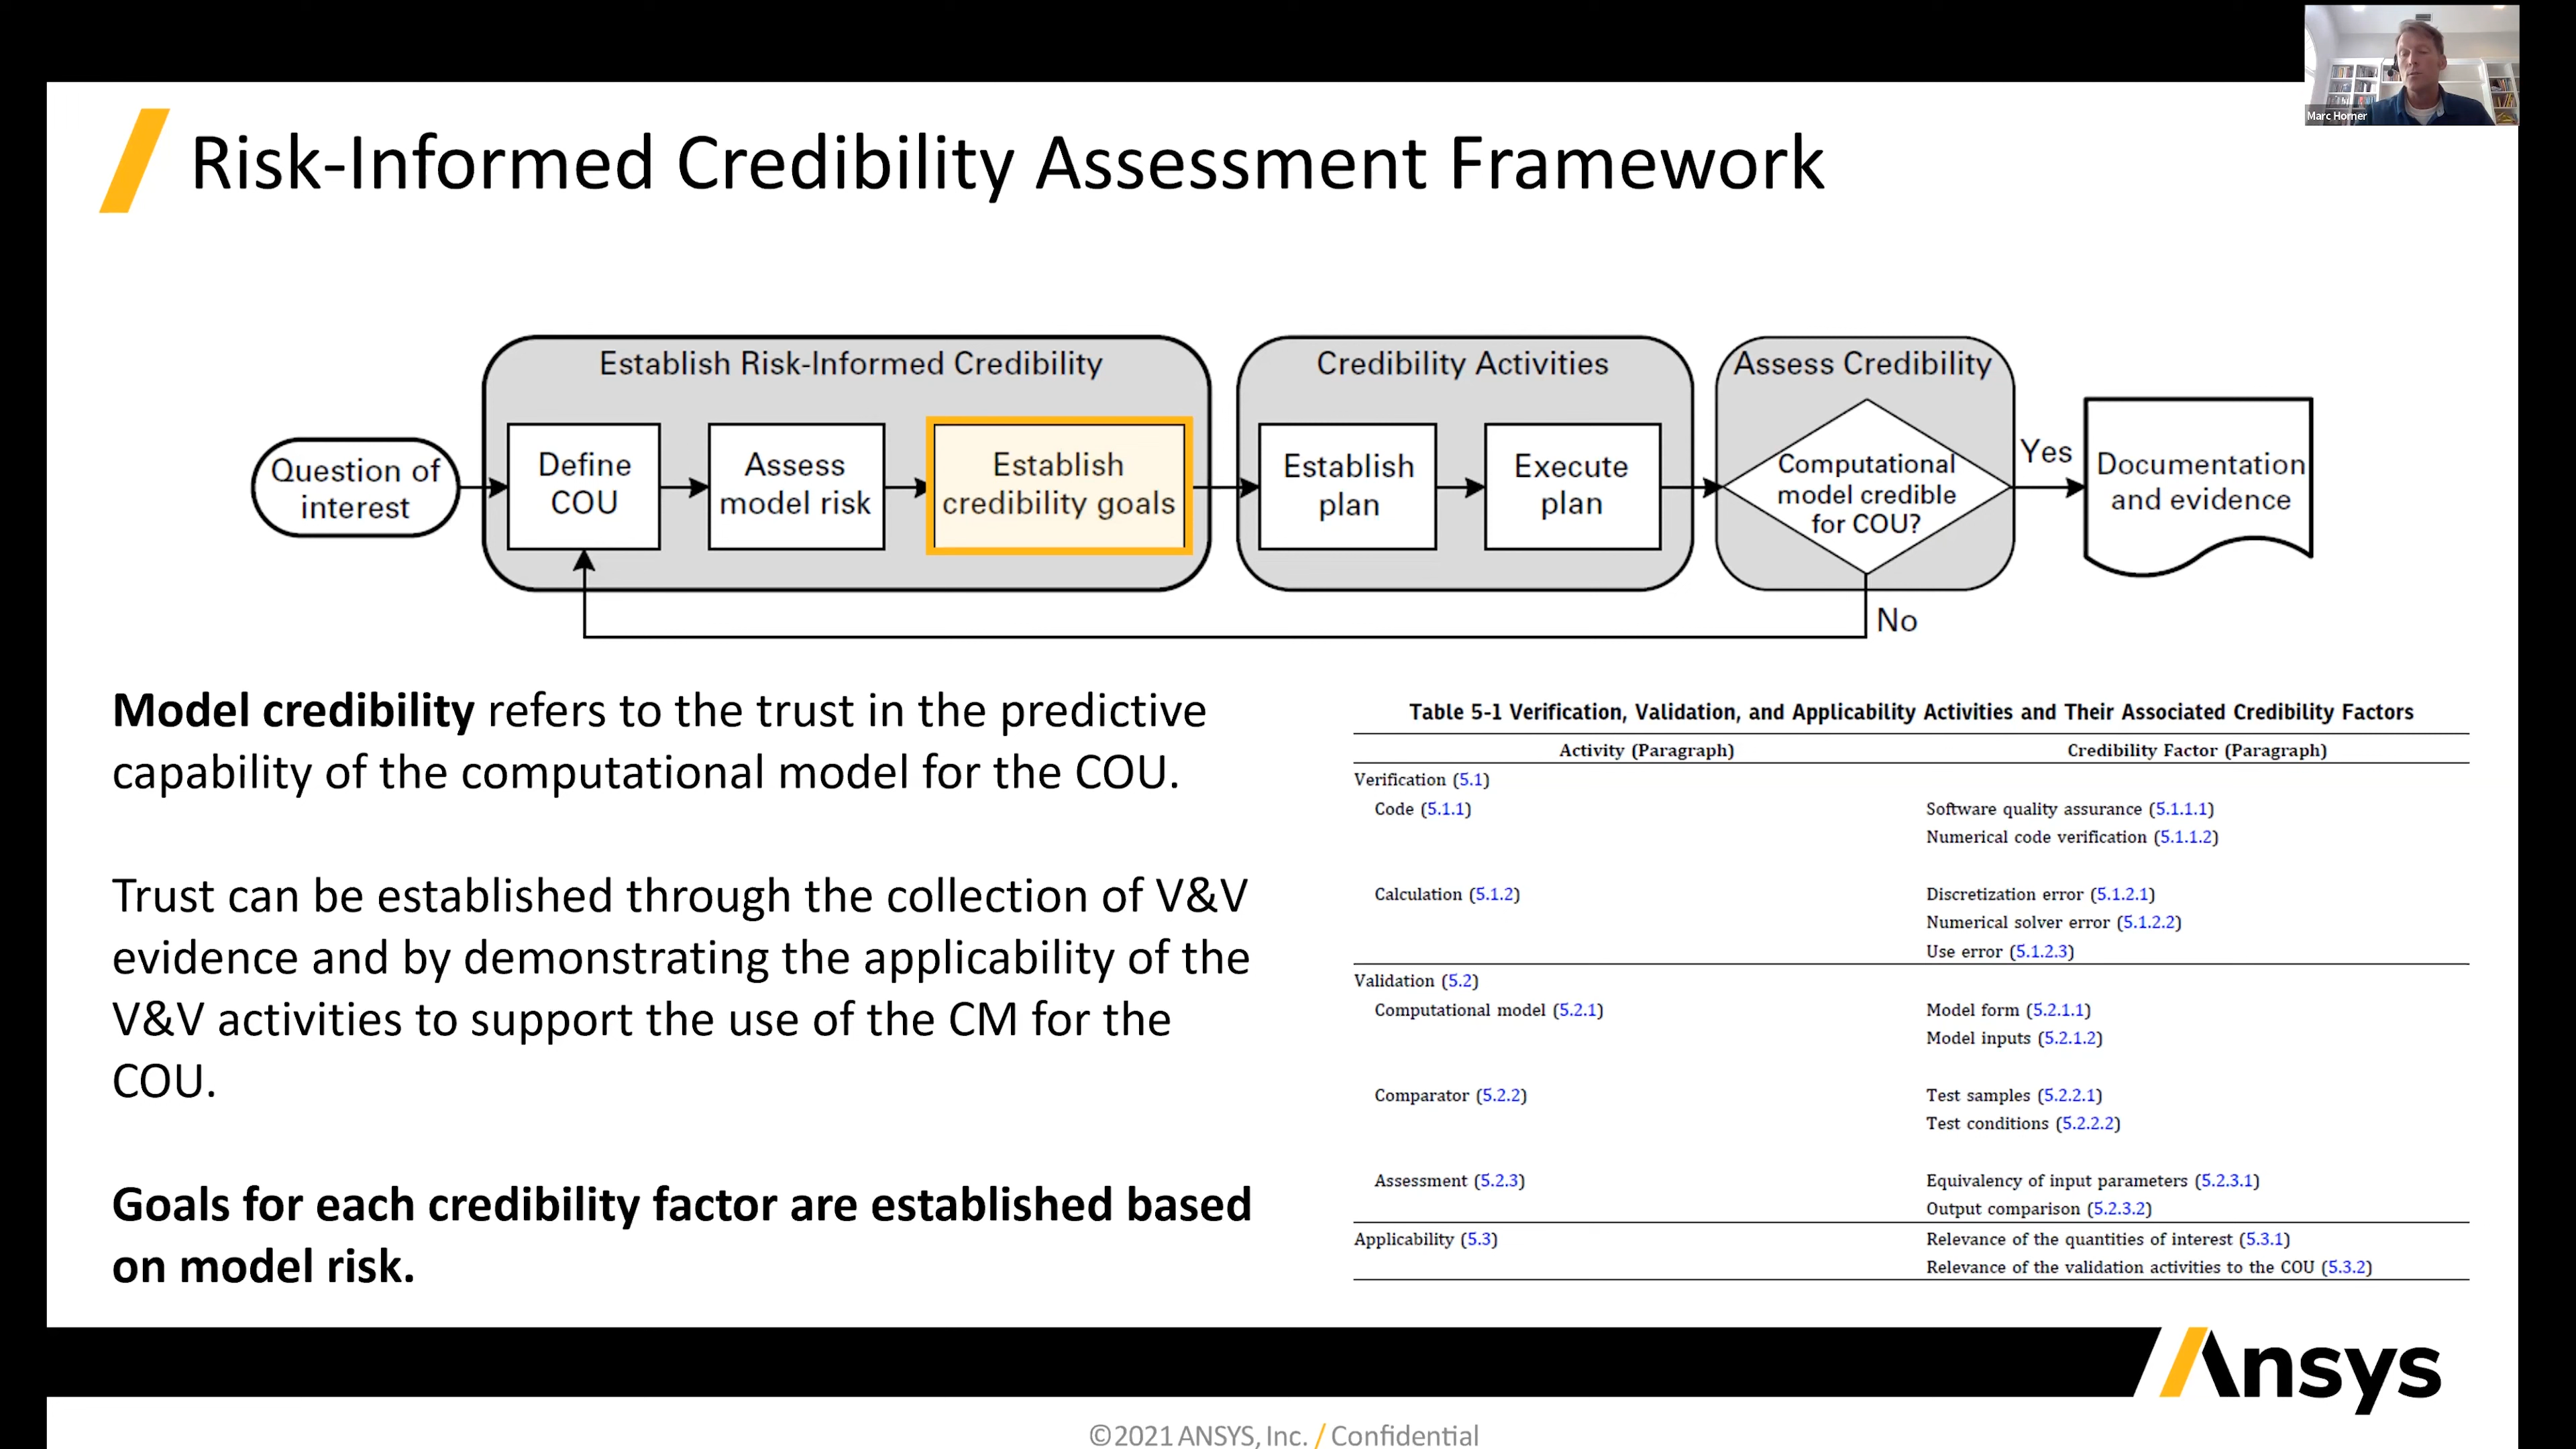 Marc Horner
Risk-Informed Credibility Assessment Framework
Establish Risk-Informed Credibility
Credibility Activities
Assess Credibility
Question of
interest
Define
COU
Assess
model risk
Establish
credibility goals
Establish
plan
Execute
plan
Computational
model credible
for COU?
Yes
No
Documentation
and evidence
Model credibility refers to the trust in the predictive
capability of the computational model for the COU.
Trust can be established through the collection of V&V
evidence and by demonstrating the applicability of the
V&V activities to support the use of the CM for the
COU.
Goals for each credibility factor are established based
on model risk.
Table 5-1 Verification, Validation, and Applicability Activities and Their Associated Credibility Factors
Activity (Paragraph) Credibility Factor (Paragraph)
Verification (5.1)
Code (5.1.1) Software quality assurance (5.1.1.1)
Numerical code verification (5.1.1.2)
Calculation (5.1.2) Discretization error (5.1.2.1)
Numerical solver error (5.1.2.2)
Use error (5.1.2.3)
Validation (5.2)
Computational model (5.2.1) Model form (5.2.1.1)
Model inputs (5.2.1.2)
Comparator (5.2.2) Test samples (5.2.2.1)
Test conditions (5.2.2.2)
Assessment (5.2.3) Equivalency of input parameters (5.2.3.1)
Output comparison (5.2.3.2)
Applicability (5.3) Relevance of the quantities of interest (5.3.1)
Relevance of the validation activities to the COU (5.3.2)
Ansys
©2021 ANSYS, Inc. / Confidential